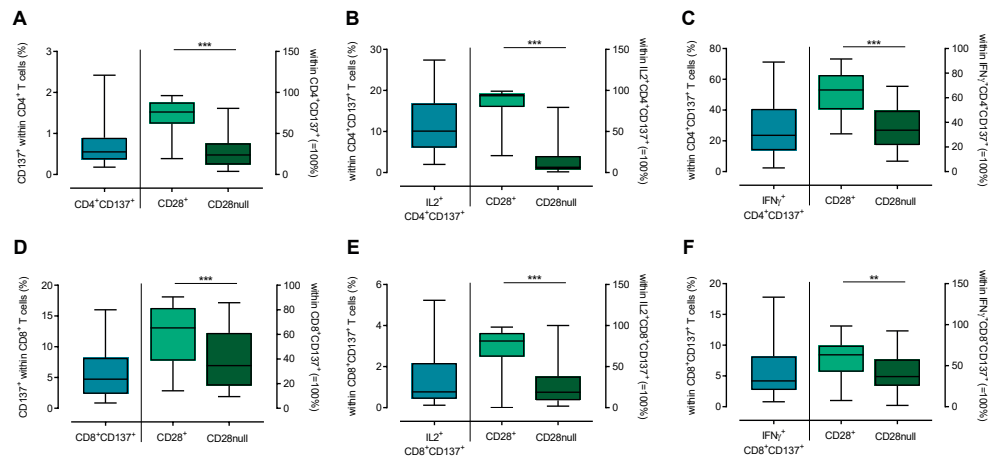 A
CD137⁺ within CD4⁺ T cells (%)
3
2
1
0
***
150
100
50
0
within CD4⁺CD137⁺ (=100%)
CD4⁺CD137⁺
CD28⁺
CD28null
B
within CD4⁺CD137⁺ T cells (%)
30
20
10
0
***
150
100
50
0
within IL2⁺CD4⁺CD137⁺ (=100%)
IL2⁺
CD4⁺CD137⁺
CD28⁺
CD28null
C
within CD4⁺CD137⁺ T cells (%)
80
60
40
20
0
***
100
80
60
40
20
0
within IFNγ⁺CD4⁺CD137⁺ (=100%)
IFNγ⁺
CD4⁺CD137⁺
CD28⁺
CD28null
D
CD137⁺ within CD8⁺ T cells (%)
20
15
10
5
0
***
100
80
60
40
20
0
within CD8⁺CD137⁺ (=100%)
CD8⁺CD137⁺
CD28⁺
CD28null
E
within CD8⁺CD137⁺ T cells (%)
6
4
2
0
***
150
100
50
0
within IL2⁺CD8⁺CD137⁺ (=100%)
IL2⁺
CD8⁺CD137⁺
CD28⁺
CD28null
F
within CD8⁺CD137⁺ T cells (%)
20
15
10
5
0
**
150
100
50
0
within IFNγ⁺CD8⁺CD137⁺ (=100%)
IFNγ⁺
CD8⁺CD137⁺
CD28⁺
CD28null